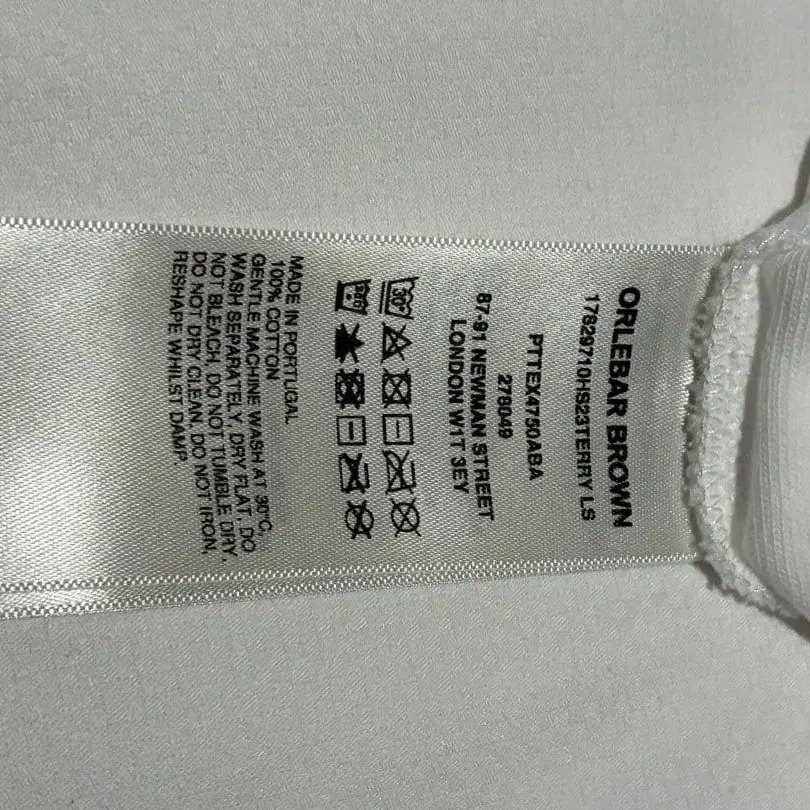 ORLEBAR BROWN
17829710HS23TERRY LS
PTTEX4750ABA
278049
87-91 NEWMAN STREET
LONDON W1T 3EY
30°
MADE IN PORTUGAL
100% COTTON
GENTLE MACHINE WASH AT 30°C,
WASH SEPARATELY, DRY FLAT, DO
NOT BLEACH, DO NOT TUMBLE DRY,
DO NOT DRY CLEAN, DO NOT IRON,
RESHAPE WHILST DAMP.